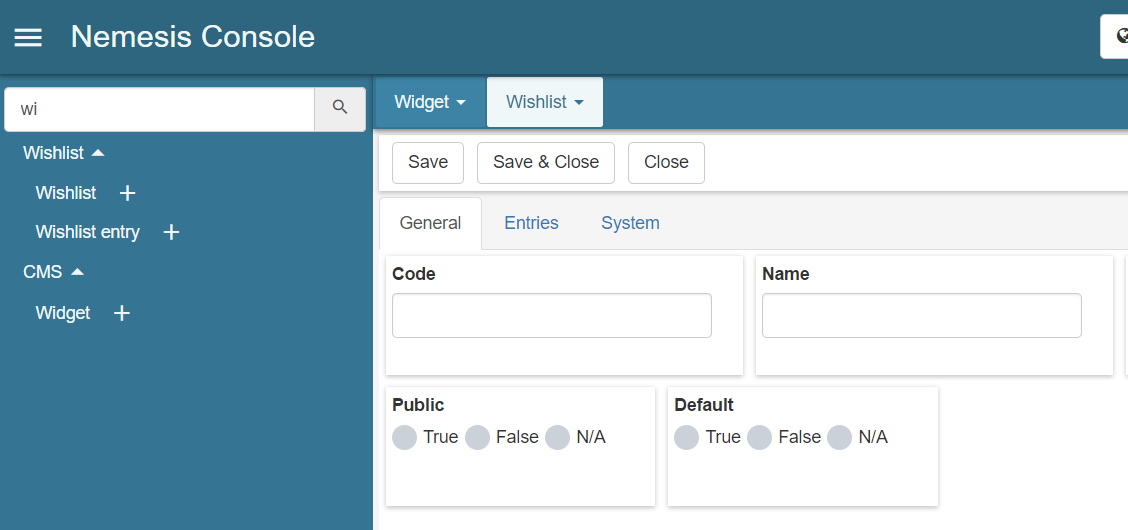 Nemesis Console
wi
Wishlist
Wishlist
Wishlist entry
CMS
Widget
Widget Wishlist
Save Save & Close Close
General Entries System
Code Name
Public Default
True False N/A True False N/A